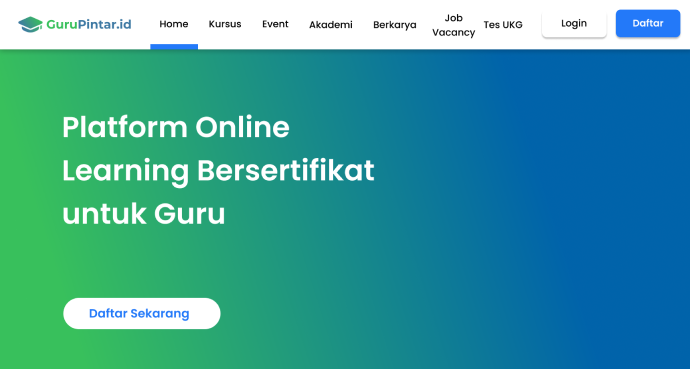 GuruPintar.id
Home
Kursus
Event
Akademi
Berkarya
Job
Vacancy
Tes UKG
Login
Daftar
Platform Online
Learning Bersertifikat
untuk Guru
Daftar Sekarang